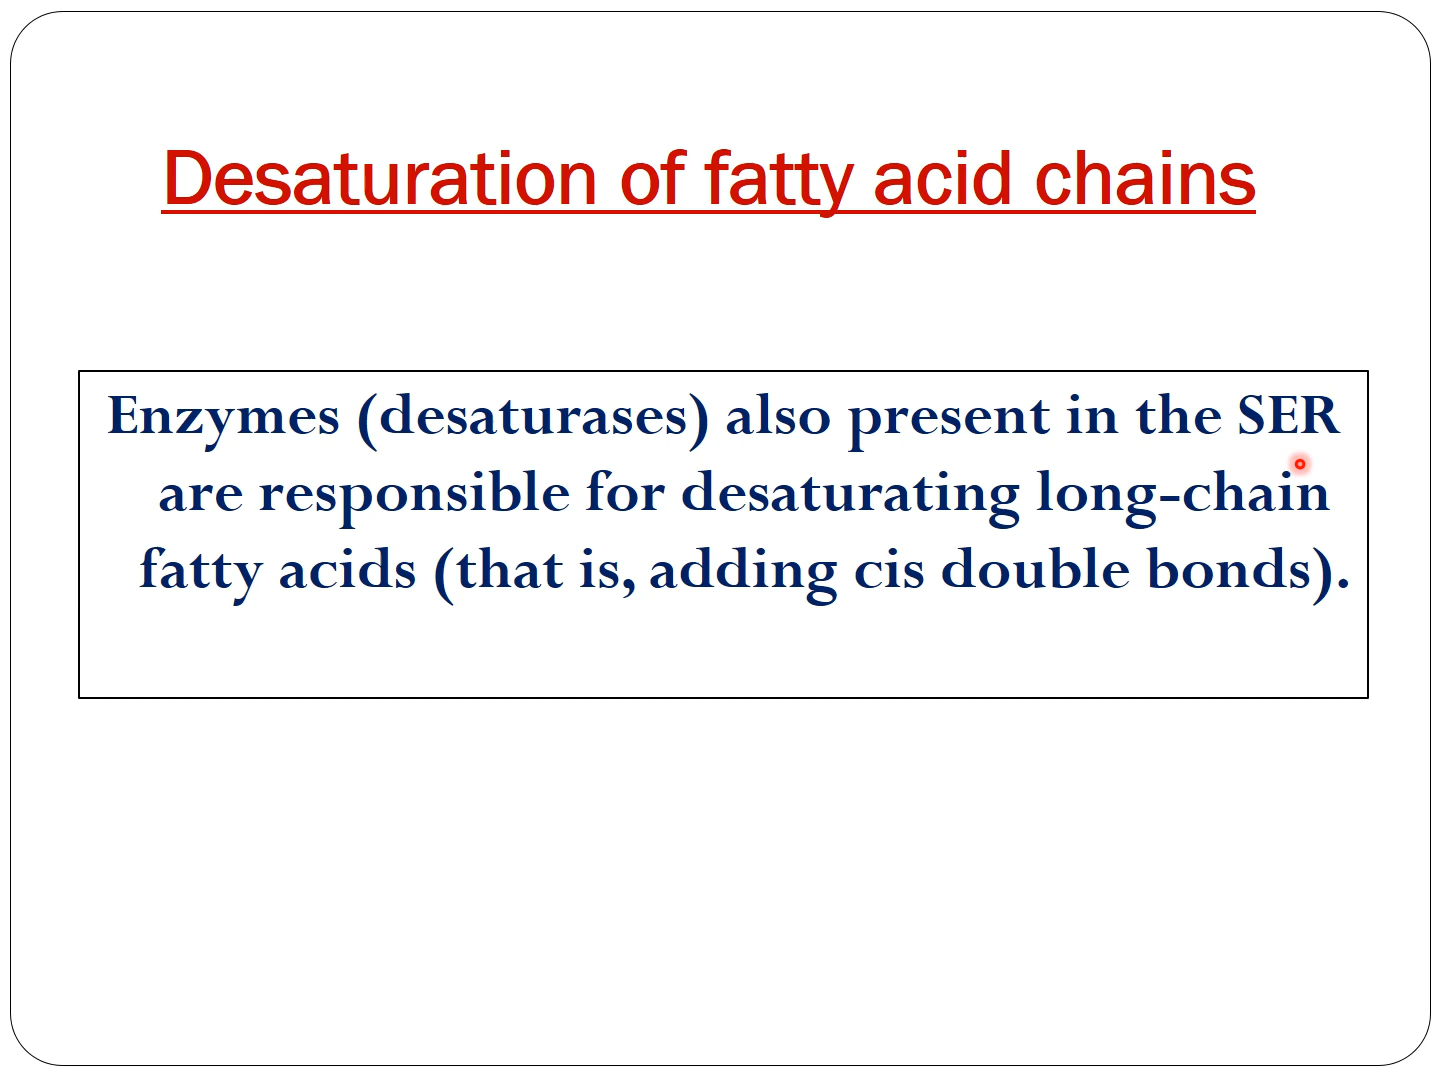 Desaturation of fatty acid chains
Enzymes (desaturases) also present in the SER
are responsible for desaturating long-chain
fatty acids (that is, adding cis double bonds).